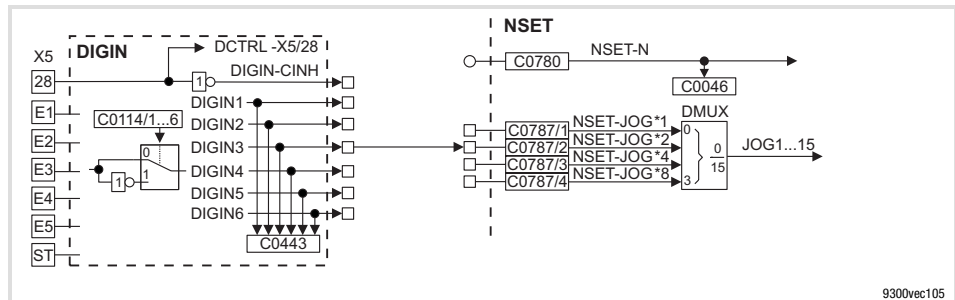 NSET
X5
DIGIN
DCTRL -X5/28
28
1
DIGIN-CINH
C0780
NSET-N
C0046
E1
C0114/1...6
DIGIN1
DIGIN2
DMUX
E2
0
DIGIN3
C0787/1
NSET-JOG*1
0
C0787/2
NSET-JOG*2
0
15
JOG1...15
E3
1
1
DIGIN4
C0787/3
NSET-JOG*4
C0787/4
NSET-JOG*8
3
E4
DIGIN5
E5
DIGIN6
ST
C0443
9300vec105